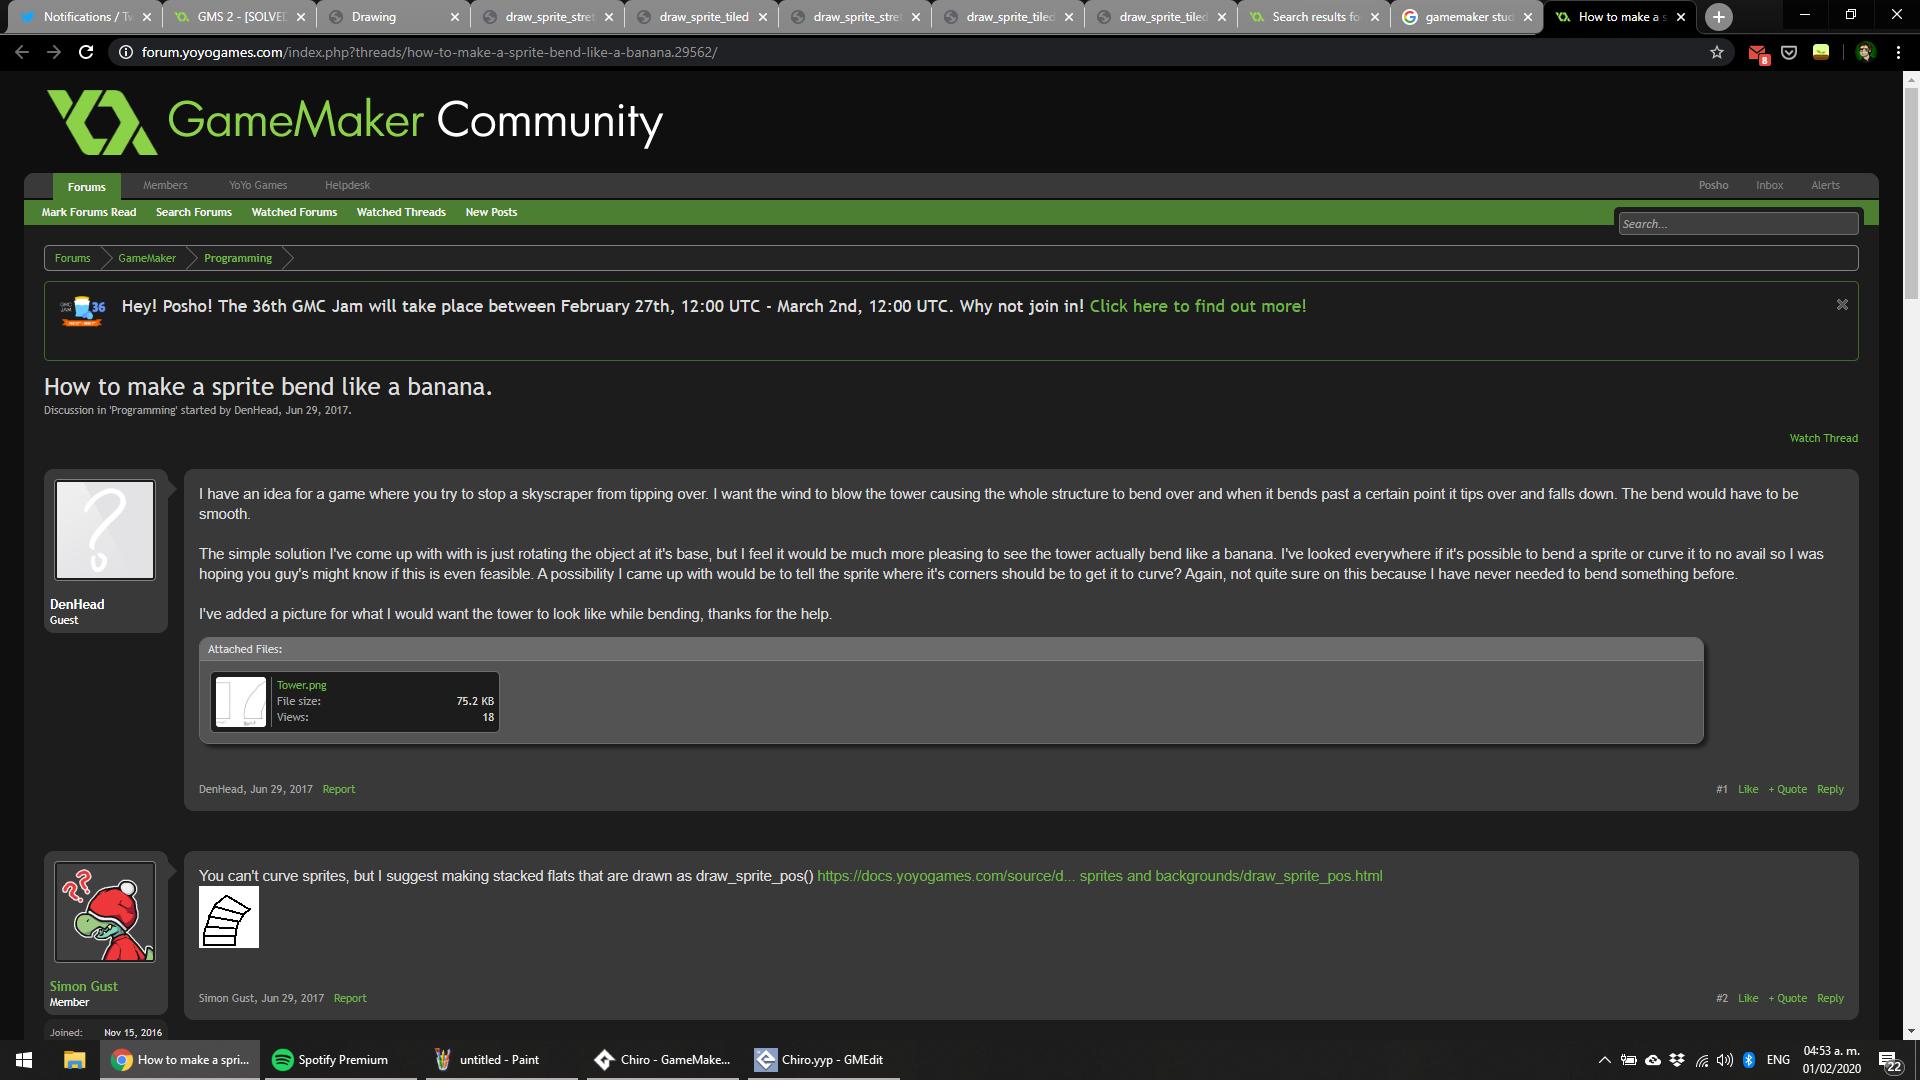 Notifications / Tw
GMS 2 - [SOLVED
Drawing
draw_sprite_stret
draw_sprite_tiled
draw_sprite_stret
draw_sprite_tiled
draw_sprite_tiled
Search results fo
gamemaker stud
How to make a s
forum.yoyogames.com/index.php?threads/how-to-make-a-sprite-bend-like-a-banana.29562/
8
GameMaker Community
Forums
Members
YoYo Games
Helpdesk
Posho
Inbox
Alerts
Mark Forums Read
Search Forums
Watched Forums
Watched Threads
New Posts
Search...
Forums
GameMaker
Programming
GMC JAM 36
Hey! Posho! The 36th GMC Jam will take place between February 27th, 12:00 UTC - March 2nd, 12:00 UTC. Why not join in! Click here to find out more!
How to make a sprite bend like a banana.
Discussion in 'Programming' started by DenHead, Jun 29, 2017.
Watch Thread
DenHead
Guest
I have an idea for a game where you try to stop a skyscraper from tipping over. I want the wind to blow the tower causing the whole structure to bend over and when it bends past a certain point it tips over and falls down. The bend would have to be
smooth.
The simple solution I've come up with with is just rotating the object at it's base, but I feel it would be much more pleasing to see the tower actually bend like a banana. I've looked everywhere if it's possible to bend a sprite or curve it to no avail so I was
hoping you guy's might know if this is even feasible. A possibility I came up with would be to tell the sprite where it's corners should be to get it to curve? Again, not quite sure on this because I have never needed to bend something before.
I've added a picture for what I would want the tower to look like while bending, thanks for the help.
Attached Files:
Tower.png
File size: 75.2 KB
Views: 18
DenHead, Jun 29, 2017 Report
#1 Like + Quote Reply
Simon Gust
Member
Joined: Nov 15, 2016
You can't curve sprites, but I suggest making stacked flats that are drawn as draw_sprite_pos() https://docs.yoyogames.com/source/d... sprites and backgrounds/draw_sprite_pos.html
Simon Gust, Jun 29, 2017 Report
#2 Like + Quote Reply
How to make a spri...
Spotify Premium
untitled - Paint
Chiro - GameMake...
Chiro.yyp - GMEdit
ENG
04:53 a. m.
01/02/2020
22